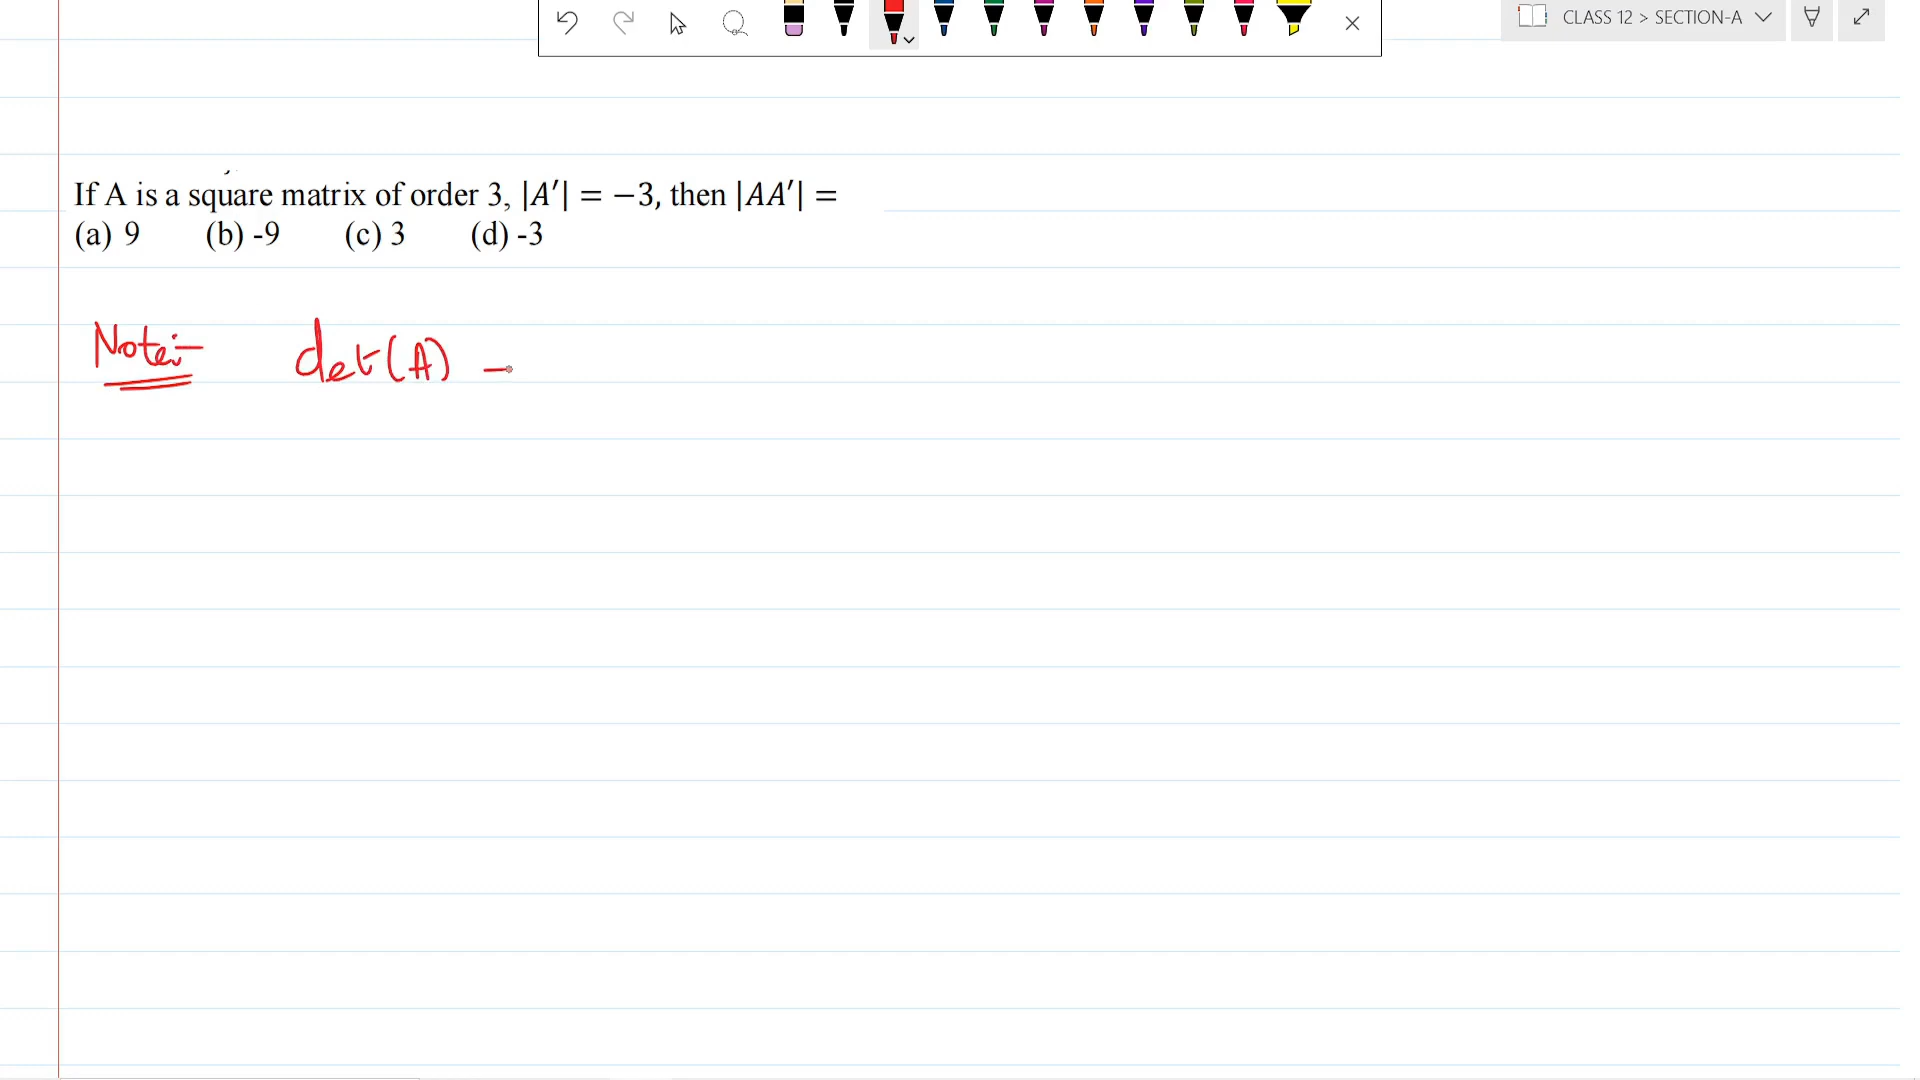 CLASS 12 > SECTION-A
If A is a square matrix of order 3, |A′| = −3, then |AA′| =
(a) 9 (b) -9 (c) 3 (d) -3
Note:- det(A) -